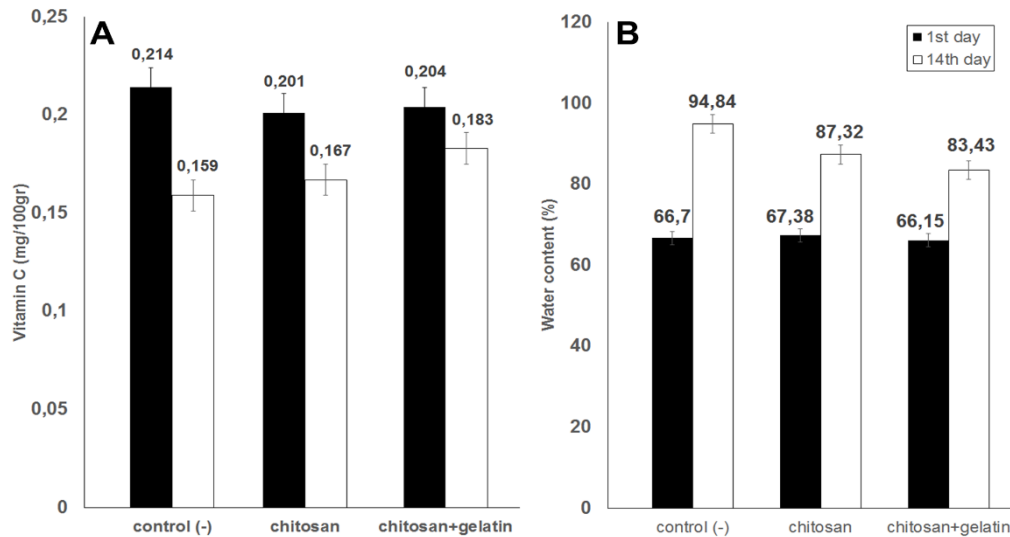 A
Vitamin C (mg/100gr)
0,25
0,2
0,15
0,1
0,05
0
0,214
0,159
0,201
0,167
0,204
0,183
control (-)
chitosan
chitosan+gelatin
B
1st day
14th day
Water content (%)
120
100
80
60
40
20
0
66,7
94,84
67,38
87,32
66,15
83,43
control (-)
chitosan
chitosan+gelatin